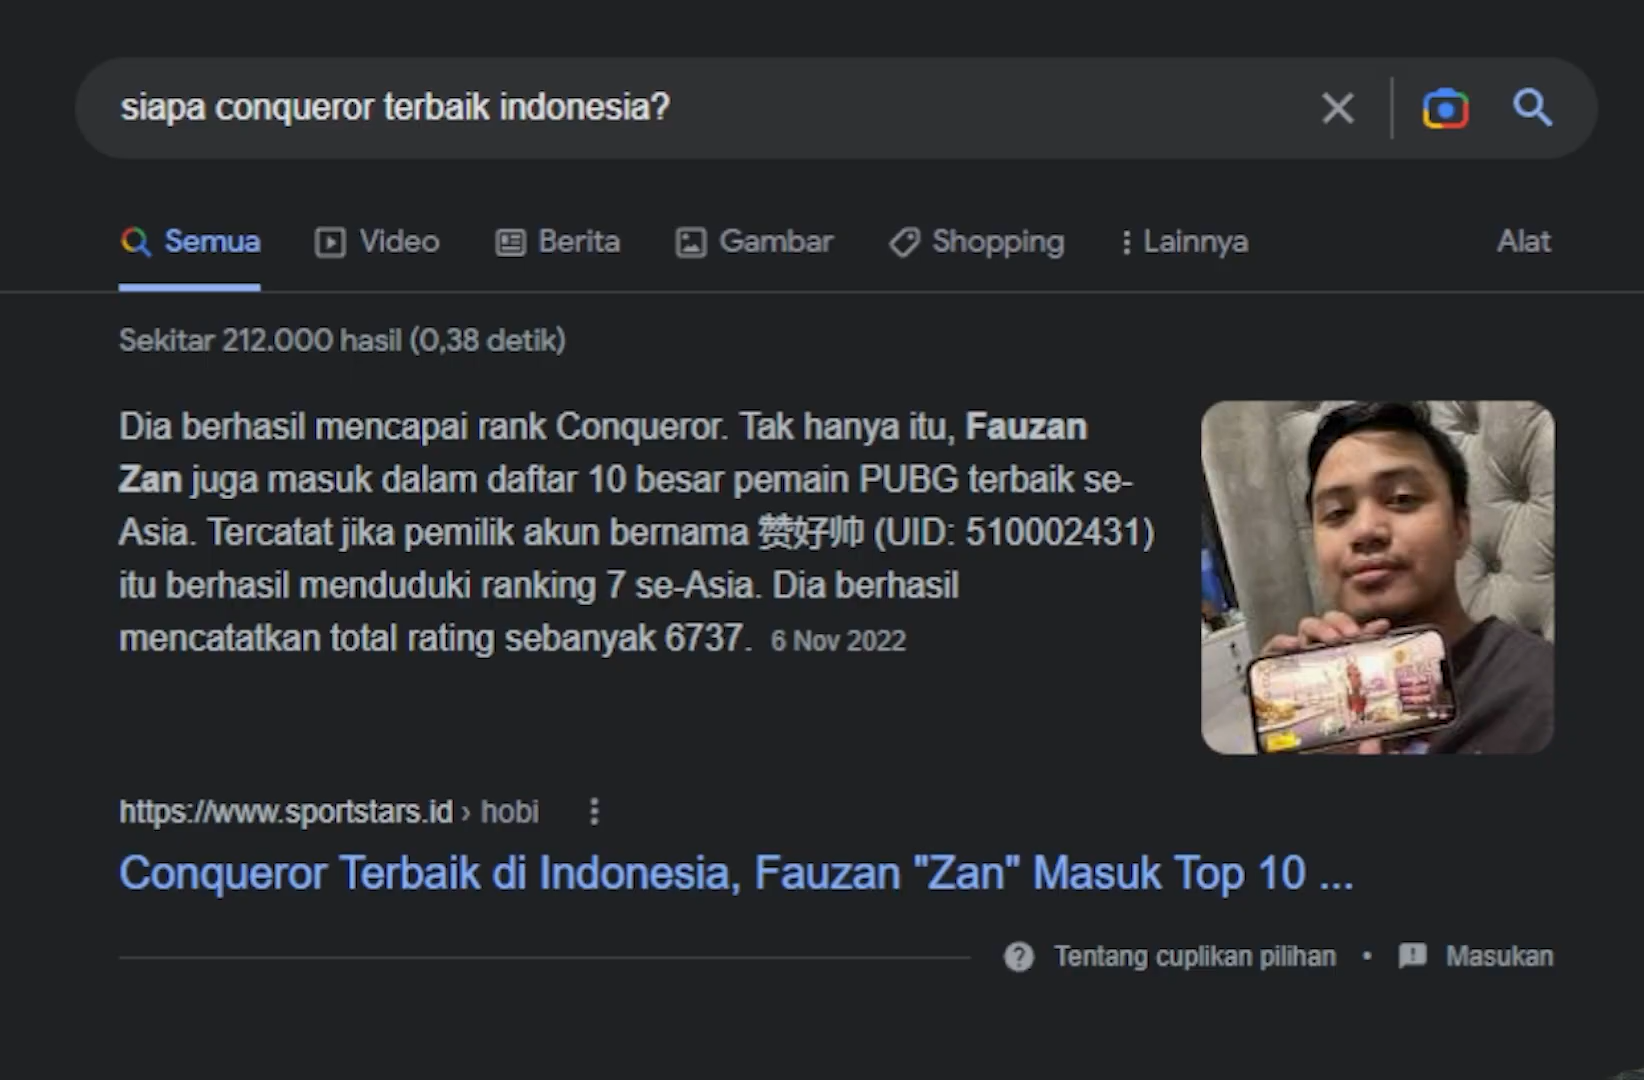 siapa conqueror terbaik indonesia?
Semua Video Berita Gambar Shopping Lainnya Alat
Sekitar 212.000 hasil (0,38 detik)
Dia berhasil mencapai rank Conqueror. Tak hanya itu, Fauzan
Zan juga masuk dalam daftar 10 besar pemain PUBG terbaik se-
Asia. Tercatat jika pemilik akun bernama 赞好帅 (UID: 510002431)
itu berhasil menduduki ranking 7 se-Asia. Dia berhasil
mencatatkan total rating sebanyak 6737. 6 Nov 2022
https://www.sportstars.id › hobi
Conqueror Terbaik di Indonesia, Fauzan "Zan" Masuk Top 10 ...
Tentang cuplikan pilihan • Masukan